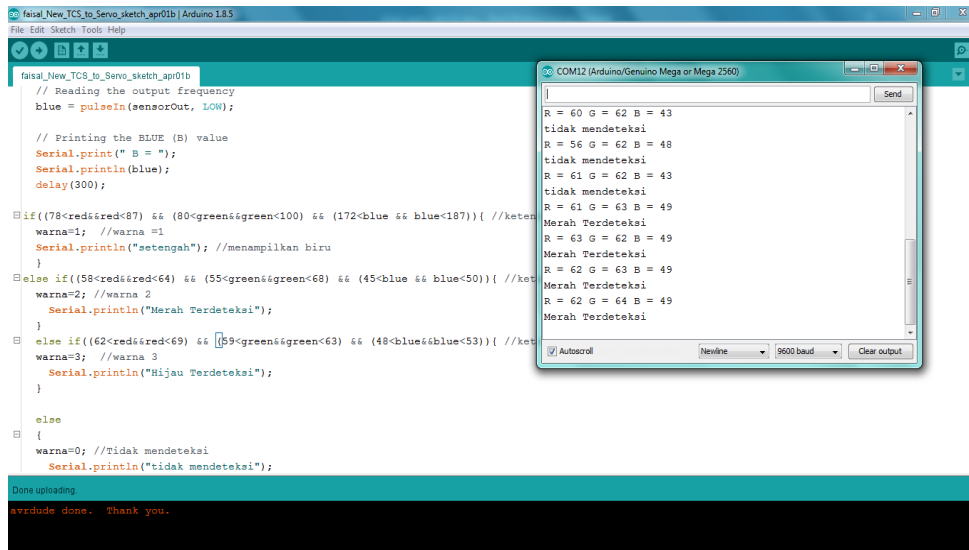 faisal_New_TCS_to_Servo_sketch_apr01b | Arduino 1.8.5
File Edit Sketch Tools Help
faisal_New_TCS_to_Servo_sketch_apr01b
// Reading the output frequency
blue = pulseIn(sensorOut, LOW);
// Printing the BLUE (B) value
Serial.print(" B = ");
Serial.println(blue);
delay(300);
if((78<red&&red<87) && (80<green&&green<100) && (172<blue && blue<187)){ //keten
warna=1; //warna =1
Serial.println("setengah"); //menampilkan biru
}
else if((58<red&&red<64) && (55<green&&green<68) && (45<blue && blue<50)){ //ket
warna=2; //warna 2
Serial.println("Merah Terdeteksi");
}
else if((62<red&&red<69) && (59<green&&green<63) && (48<blue&&blue<53)){ //ket
warna=3; //warna 3
Serial.println("Hijau Terdeteksi");
}
else
{
warna=0; //Tidak mendeteksi
Serial.println("tidak mendeteksi");
COM12 (Arduino/Genuino Mega or Mega 2560)
Send
R = 60 G = 62 B = 43
tidak mendeteksi
R = 56 G = 62 B = 48
tidak mendeteksi
R = 61 G = 62 B = 43
tidak mendeteksi
R = 61 G = 63 B = 49
Merah Terdeteksi
R = 63 G = 62 B = 49
Merah Terdeteksi
R = 62 G = 63 B = 49
Merah Terdeteksi
R = 62 G = 64 B = 49
Merah Terdeteksi
Autoscroll Newline 9600 baud Clear output
Done uploading.
avrdude done. Thank you.